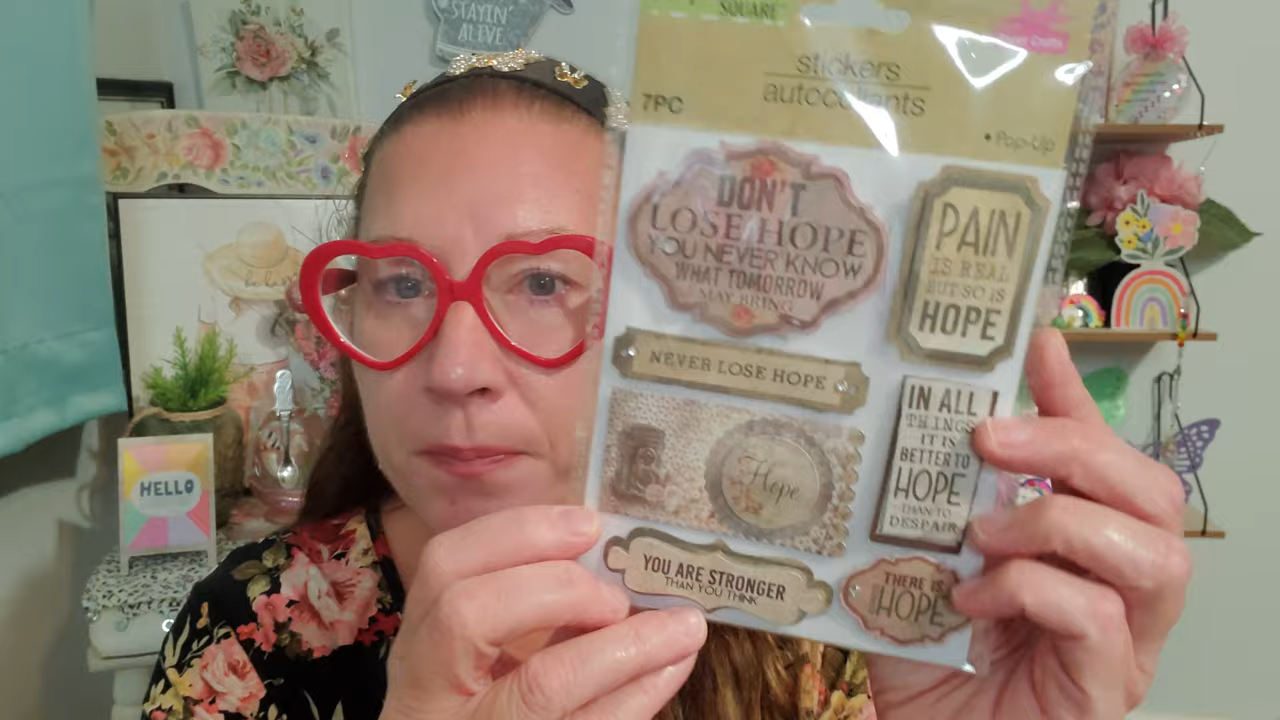 STAYIN'
ALIVE
SQUARE
stickers
autocollants
7PC
• Pop-Up
DON'T
LOSE HOPE
YOU NEVER KNOW
WHAT TOMORROW
MAY BRING
PAIN
IS REAL
BUT SO IS
HOPE
NEVER LOSE HOPE
IN ALL
THINGS
IT IS
BETTER TO
HOPE
THAN TO
DESPAIR
Hope
YOU ARE STRONGER
THAN YOU THINK
THERE IS
HOPE
HELLO